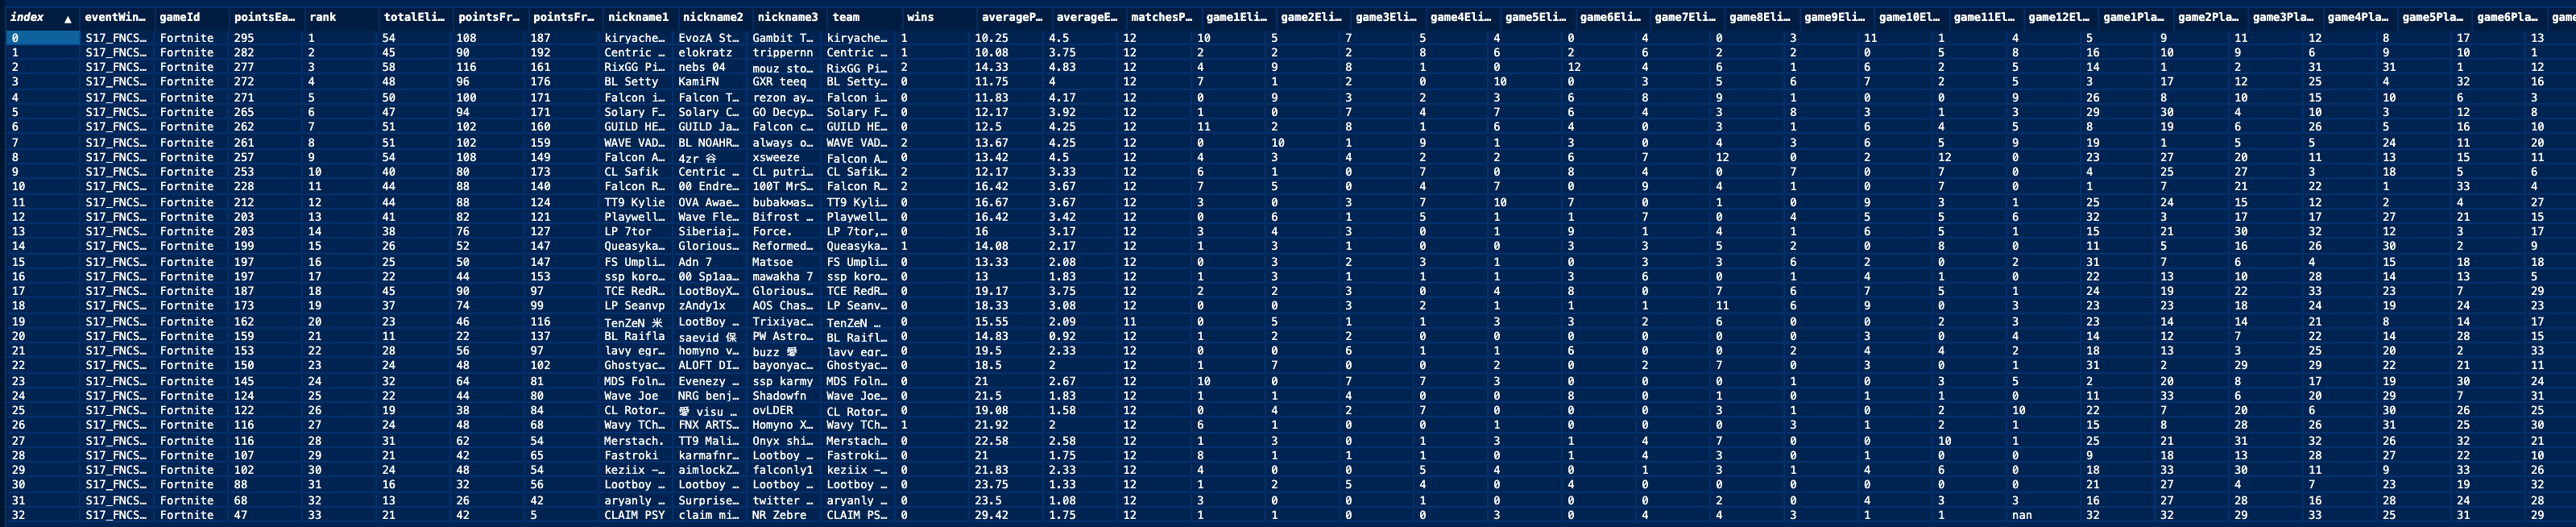 index ▲ eventWin… gameId pointsEa… rank totalEli… pointsFr… pointsFr… nickname1 nickname2 nickname3 team wins averageP… averageE… matchesP… game1Eli… game2Eli… game3Eli… game4Eli… game5Eli… game6Eli… game7Eli… game8Eli… game9Eli… game10El… game11El… game12El… game1Pla… game2Pla… game3Pla… game4Pla… game5Pla… game6Pla… game
0 S17_FNCS… Fortnite 295 1 54 108 187 kiryache… EvozA St… Gambit T… kiryache… 1 10.25 4.5 12 10 5 7 5 4 0 4 0 3 11 1 4 5 9 11 12 8 17 13
1 S17_FNCS… Fortnite 282 2 45 90 192 Centric … elokratz trippernn Centric … 1 10.08 3.75 12 2 2 2 8 6 2 6 2 2 0 5 8 16 10 9 6 9 10 1
2 S17_FNCS… Fortnite 277 3 58 116 161 RixGG Pi… nebs 04 mouz sto… RixGG Pi… 2 14.33 4.83 12 4 9 8 1 0 12 4 6 1 6 2 5 14 1 2 31 31 1 12
3 S17_FNCS… Fortnite 272 4 48 96 176 BL Setty KamiFN GXR teeq BL Setty… 0 11.75 4 12 7 1 2 0 10 0 3 5 6 7 2 5 3 17 12 25 4 32 16
4 S17_FNCS… Fortnite 271 5 50 100 171 Falcon i… Falcon T… rezon ay… Falcon i… 0 11.83 4.17 12 0 9 3 2 3 6 8 9 1 0 0 9 26 8 10 15 10 6 3
5 S17_FNCS… Fortnite 265 6 47 94 171 Solary F… Solary C… GO Decyp… Solary F… 0 12.17 3.92 12 1 0 7 4 7 6 4 3 8 3 1 3 29 30 4 10 3 12 8
6 S17_FNCS… Fortnite 262 7 51 102 160 GUILD HE… GUILD Ja… Falcon c… GUILD HE… 0 12.5 4.25 12 11 2 8 1 6 4 0 3 1 6 4 5 8 19 6 26 5 16 10
7 S17_FNCS… Fortnite 261 8 51 102 159 WAVE VAD… BL NOAHR… always o… WAVE VAD… 2 13.67 4.25 12 0 10 1 9 1 3 0 4 3 6 5 9 19 1 5 5 24 11 20
8 S17_FNCS… Fortnite 257 9 54 108 149 Falcon A… 4zr 谷 xsweeze Falcon A… 0 13.42 4.5 12 4 3 4 2 2 6 7 12 0 2 12 0 23 27 20 11 13 15 11
9 S17_FNCS… Fortnite 253 10 40 80 173 CL Safik Centric … CL putri… CL Safik… 2 12.17 3.33 12 6 1 0 7 0 8 4 0 7 0 7 0 4 25 27 3 18 5 6
10 S17_FNCS… Fortnite 228 11 44 88 140 Falcon R… 00 Endre… 100T MrS… Falcon R… 2 16.42 3.67 12 7 5 0 4 7 0 9 4 1 0 7 0 1 7 21 22 1 33 4
11 S17_FNCS… Fortnite 212 12 44 88 124 TT9 Kylie OVA Awae… bubakмas… TT9 Kyli… 0 16.67 3.67 12 3 0 3 7 10 7 0 1 0 9 3 1 25 24 15 12 2 4 27
12 S17_FNCS… Fortnite 203 13 41 82 121 Playwell… Wave Fle… Bifrost … Playwell… 0 16.42 3.42 12 0 6 1 5 1 1 7 0 4 5 5 6 32 3 17 17 27 21 15
13 S17_FNCS… Fortnite 203 14 38 76 127 LP 7tor Siberiaj… Force. LP 7tor,… 0 16 3.17 12 3 4 3 0 1 9 1 4 1 6 5 1 15 21 30 32 12 3 17
14 S17_FNCS… Fortnite 199 15 26 52 147 Queasyka… Glorious… Reformed… Queasyka… 1 14.08 2.17 12 1 3 1 0 0 3 3 5 2 0 8 0 11 5 16 26 30 2 9
15 S17_FNCS… Fortnite 197 16 25 50 147 FS Umpli… Adn 7 Matsoe FS Umpli… 0 13.33 2.08 12 0 3 2 3 1 0 3 3 6 2 0 2 31 7 6 4 15 18 18
16 S17_FNCS… Fortnite 197 17 22 44 153 ssp koro… 00 Sp1aa… mawakha 7 ssp koro… 0 13 1.83 12 1 3 1 1 1 3 6 0 1 4 1 0 22 13 10 28 14 13 5
17 S17_FNCS… Fortnite 187 18 45 90 97 TCE RedR… LootBoyX… Glorious… TCE RedR… 0 19.17 3.75 12 2 2 3 0 4 8 0 7 6 7 5 1 24 19 22 33 23 7 29
18 S17_FNCS… Fortnite 173 19 37 74 99 LP Seanvp zAndy1x AOS Chas… LP Seanv… 0 18.33 3.08 12 0 0 3 2 1 1 1 11 6 9 0 3 23 23 18 24 19 24 23
19 S17_FNCS… Fortnite 162 20 23 46 116 TenZeN 米 LootBoy … Trixiyac… TenZeN … 0 15.55 2.09 11 0 5 1 1 3 3 2 6 0 0 2 3 23 14 14 21 8 14 17
20 S17_FNCS… Fortnite 159 21 11 22 137 BL Raifla saevid 保 PW Astro… BL Raifl… 0 14.83 0.92 12 1 2 2 0 0 0 0 0 0 3 0 4 14 12 7 22 14 28 15
21 S17_FNCS… Fortnite 153 22 28 56 97 lavy egr… homyno v… buzz 愛 lavy egr… 0 19.5 2.33 12 0 0 6 1 1 6 0 0 2 4 4 2 18 13 3 25 20 2 33
22 S17_FNCS… Fortnite 150 23 24 48 102 Ghostyac… ALOFT DI… bayonyac… Ghostyac… 0 18.5 2 12 1 7 0 0 2 0 2 7 0 3 0 1 31 2 29 29 22 21 11
23 S17_FNCS… Fortnite 145 24 32 64 81 MDS Foln… Evenezy … ssp karmy MDS Foln… 0 21 2.67 12 10 0 7 7 3 0 0 0 1 0 3 5 2 20 8 17 19 30 24
24 S17_FNCS… Fortnite 124 25 22 44 80 Wave Joe NRG benj… Shadowfn Wave Joe… 0 21.5 1.83 12 1 1 4 0 0 8 0 1 0 1 1 0 11 33 6 20 29 7 31
25 S17_FNCS… Fortnite 122 26 19 38 84 CL Rotor… 愛 visu … ovLDER CL Rotor… 0 19.08 1.58 12 0 4 2 7 0 0 0 3 1 0 2 10 22 7 20 6 30 26 25
26 S17_FNCS… Fortnite 116 27 24 48 68 Wavy TCh… FNX ARTS… Homyno X… Wavy TCh… 1 21.92 2 12 6 1 0 0 1 0 0 0 3 1 2 1 15 8 28 26 31 25 30
27 S17_FNCS… Fortnite 116 28 31 62 54 Merstach. TT9 Mali… Onyx shi… Merstach… 0 22.58 2.58 12 1 3 0 1 3 1 4 7 0 0 10 1 25 21 31 32 26 32 21
28 S17_FNCS… Fortnite 107 29 21 42 65 Fastroki karmafnr… Lootboy … Fastroki… 0 21 1.75 12 8 1 1 1 0 1 4 3 0 1 0 0 9 18 13 28 27 22 10
29 S17_FNCS… Fortnite 102 30 24 48 54 keziix –… aimlockZ… falconly1 keziix –… 0 21.83 2.33 12 4 0 0 5 4 0 1 3 1 4 6 0 18 33 30 11 9 33 26
30 S17_FNCS… Fortnite 88 31 16 32 56 Lootboy … Lootboy … Lootboy … Lootboy … 0 23.75 1.33 12 1 2 5 4 0 4 0 0 0 0 0 0 21 27 4 7 23 19 32
31 S17_FNCS… Fortnite 68 32 13 26 42 aryanly … Surprise… twitter … aryanly … 0 23.5 1.08 12 3 0 0 1 0 0 0 2 0 4 3 3 16 27 28 16 28 24 28
32 S17_FNCS… Fortnite 47 33 21 42 5 CLAIM PSY claim mi… NR Zebre CLAIM PS… 0 29.42 1.75 12 1 1 0 0 3 0 4 4 3 1 1 nan 32 32 29 33 25 31 29